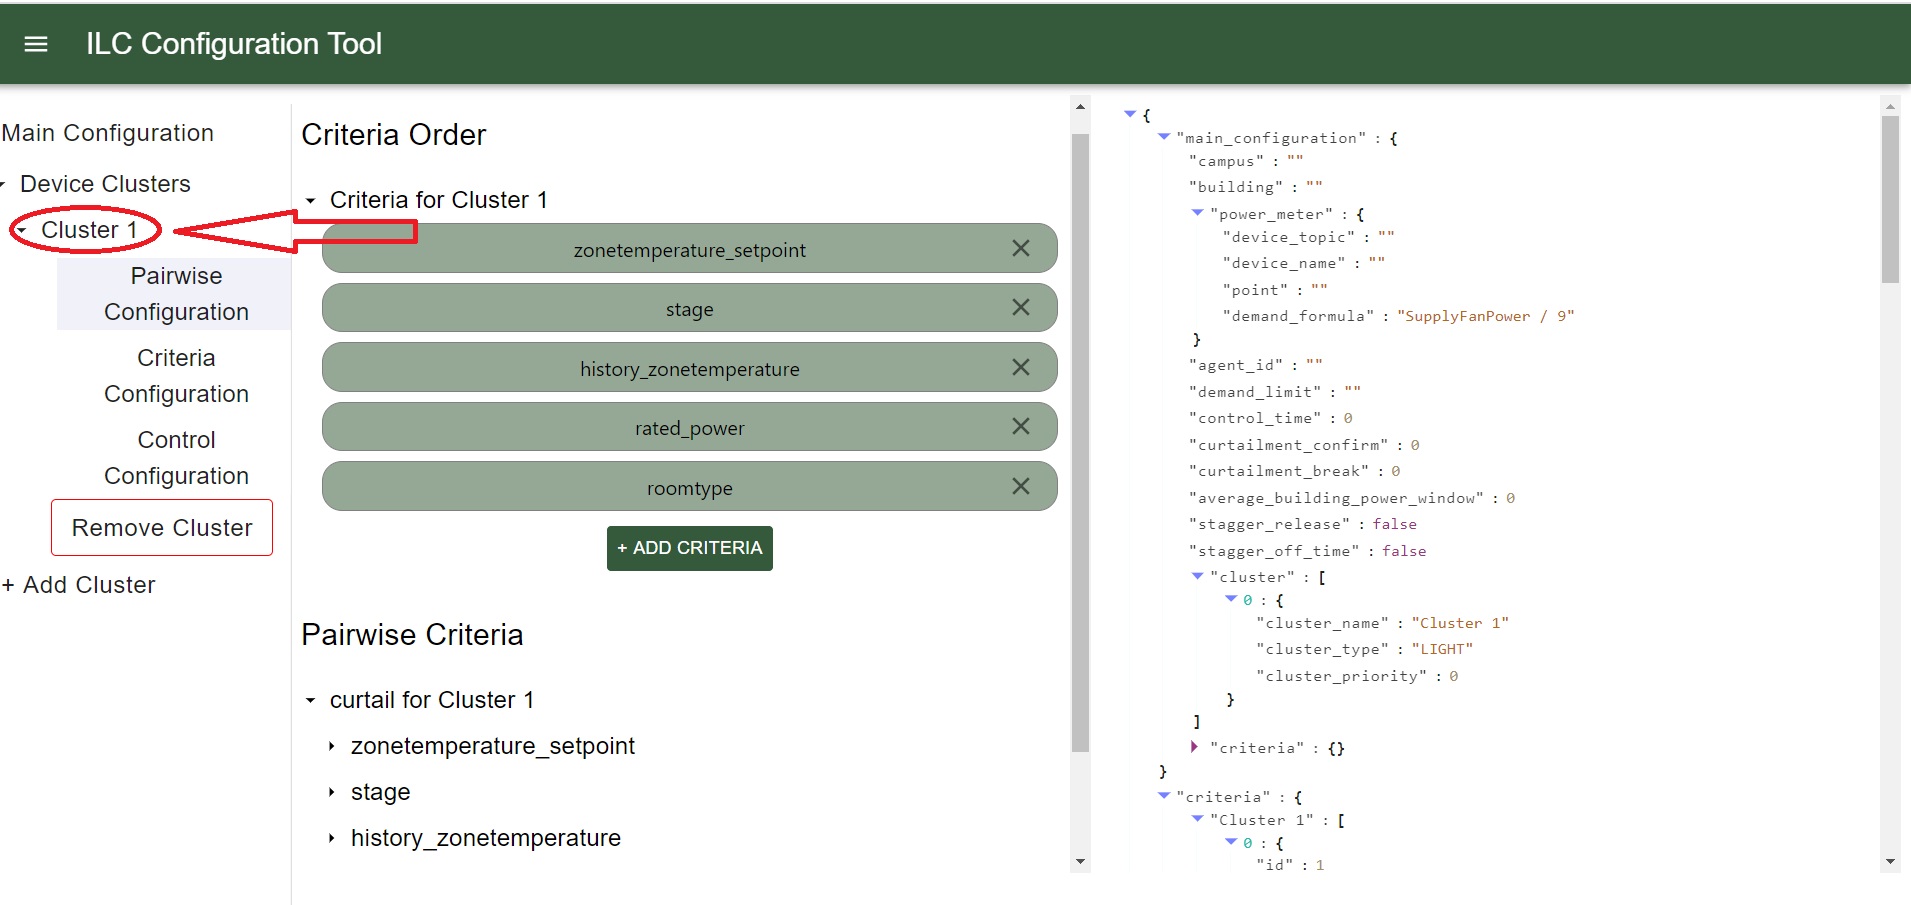 ILC Configuration Tool
Main Configuration
Device Clusters
Cluster 1
Pairwise
Configuration
Criteria
Configuration
Control
Configuration
Remove Cluster
+ Add Cluster
Criteria Order
Criteria for Cluster 1
zonetemperature_setpoint
stage
history_zonetemperature
rated_power
roomtype
+ ADD CRITERIA
Pairwise Criteria
curtail for Cluster 1
zonetemperature_setpoint
stage
history_zonetemperature
{
"main_configuration" : {
"campus" : ""
"building" : ""
"power_meter" : {
"device_topic" : ""
"device_name" : ""
"point" : ""
"demand_formula" : "SupplyFanPower / 9"
}
"agent_id" : ""
"demand_limit" : ""
"control_time" : 0
"curtailment_confirm" : 0
"curtailment_break" : 0
"average_building_power_window" : 0
"stagger_release" : false
"stagger_off_time" : false
"cluster" : [
0 : {
"cluster_name" : "Cluster 1"
"cluster_type" : "LIGHT"
"cluster_priority" : 0
}
]
"criteria" : {}
}
"criteria" : {
"Cluster 1" : [
0 : {
"id" : 1